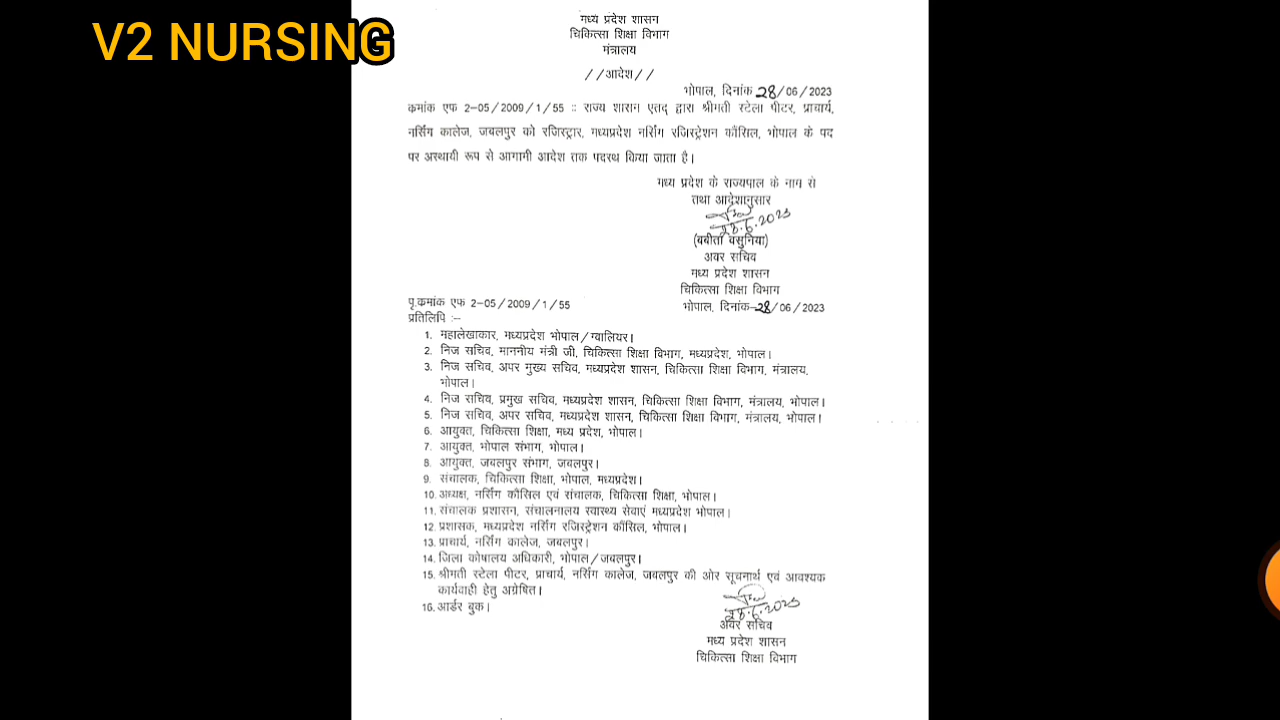 V2 NURSING
मध्य प्रदेश शासन
चिकित्सा शिक्षा विभाग
मंत्रालय
//आदेश//
भोपाल, दिनांक 28/06/2023
क्रमांक एफ 2-05/2009/1/55 :: राज्य शासन एतद् द्वारा श्रीमती स्टेला पीटर, प्राचार्य,
नर्सिंग कालेज, जबलपुर को रजिस्ट्रार, मध्यप्रदेश नर्सिंग रजिस्ट्रेशन कौंसिल, भोपाल के पद
पर अस्थायी रूप से आगामी आदेश तक पदस्थ किया जाता है।
मध्य प्रदेश के राज्यपाल के नाम से
तथा आदेशानुसार
28.6.2023
(बबीता वसुनिया)
अवर सचिव
मध्य प्रदेश शासन
चिकित्सा शिक्षा विभाग
पृ.क्रमांक एफ 2-05/2009/1/55
भोपाल, दिनांक-28/06/2023
प्रतिलिपि :--
1. महालेखाकार, मध्यप्रदेश भोपाल/ग्वालियर।
2. निज सचिव, माननीय मंत्री जी, चिकित्सा शिक्षा विभाग, मध्यप्रदेश, भोपाल।
3. निज सचिव, अपर मुख्य सचिव, मध्यप्रदेश शासन, चिकित्सा शिक्षा विभाग, मंत्रालय,
भोपाल।
4. निज सचिव, प्रमुख सचिव, मध्यप्रदेश शासन, चिकित्सा शिक्षा विभाग, मंत्रालय, भोपाल।
5. निज सचिव, अपर सचिव, मध्यप्रदेश शासन, चिकित्सा शिक्षा विभाग, मंत्रालय, भोपाल।
6. आयुक्त, चिकित्सा शिक्षा, मध्य प्रदेश, भोपाल।
7. आयुक्त, भोपाल संभाग, भोपाल।
8. आयुक्त, जबलपुर संभाग, जबलपुर।
9. संचालक, चिकित्सा शिक्षा, भोपाल, मध्यप्रदेश।
10. अध्यक्ष, नर्सिंग कौंसिल एवं संचालक, चिकित्सा शिक्षा, भोपाल।
11. संचालक प्रशासन, संचालनालय स्वास्थ्य सेवाएं मध्यप्रदेश भोपाल।
12. प्रशासक, मध्यप्रदेश नर्सिंग रजिस्ट्रेशन कौंसिल, भोपाल।
13. प्राचार्य, नर्सिंग कालेज, जबलपुर।
14. जिला कोषालय अधिकारी, भोपाल/जबलपुर।
15. श्रीमती स्टेला पीटर, प्राचार्य, नर्सिंग कालेज, जबलपुर की ओर सूचनार्थ एवं आवश्यक
कार्यवाही हेतु अग्रेषित।
16. आर्डर बुक।
28.6.2023
अवर सचिव
मध्य प्रदेश शासन
चिकित्सा शिक्षा विभाग